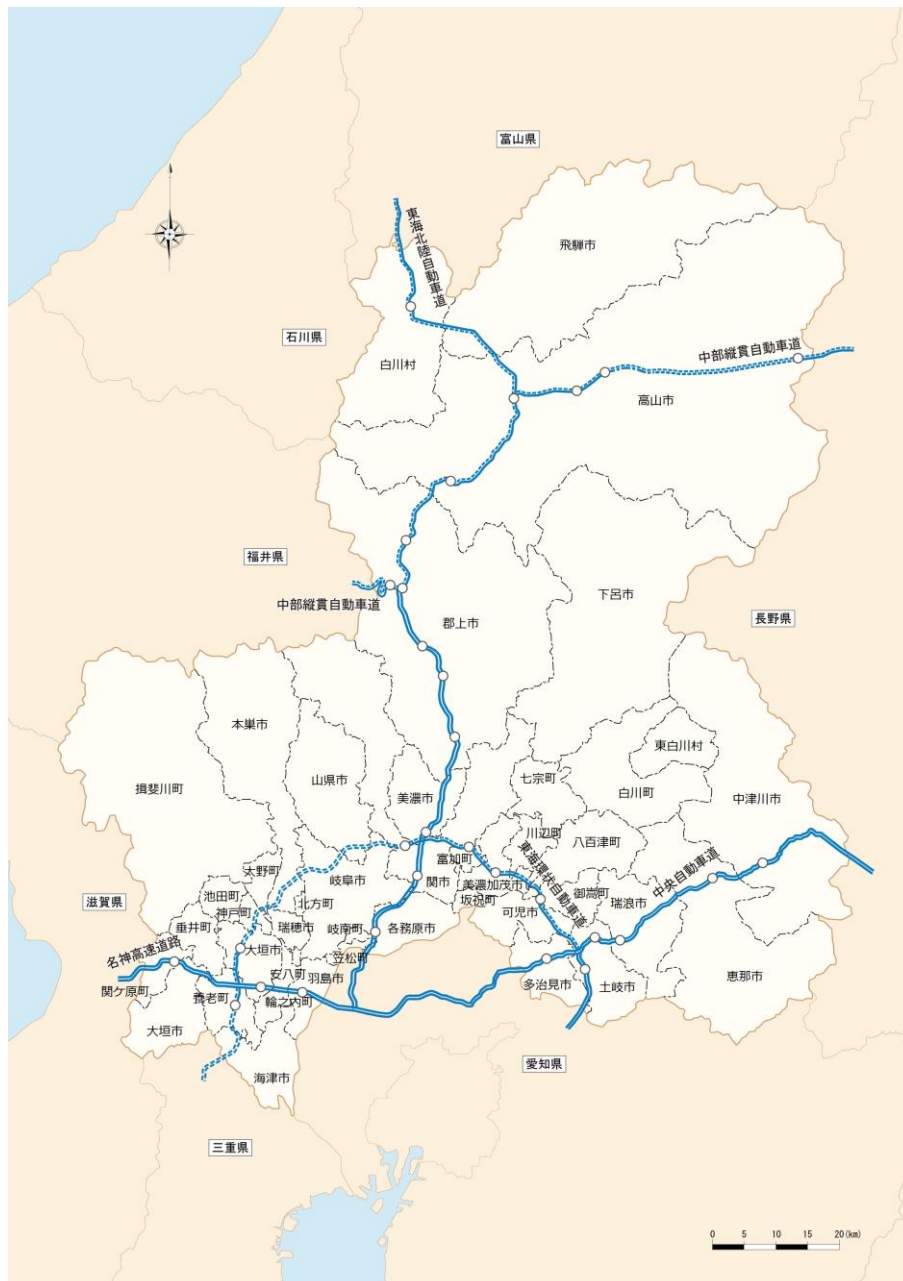 富山県
東海北陸自動車道
飛騨市
石川県
白川村
中部縦貫自動車道
高山市
福井県
中部縦貫自動車道
下呂市
長野県
郡上市
本巣市
山県市
揖斐川町
美濃市
七宗町
東白川村
白川町
中津川市
川辺町
八百津町
富加町
東海環状自動車道
中央自動車道
太野町
岐阜市
関市
美濃加茂市
坂祝町
御嵩町
瑞浪市
池田町
北方町
滋賀県
神戸町
可児市
垂井町
瑞穂市
岐南町
各務原市
名神高速道路
大垣市
笠松町
安八町
羽島市
恵那市
関ケ原町
養老町
輪之内町
多治見市
土岐市
大垣市
愛知県
海津市
三重県
0 5 10 15 20(km)